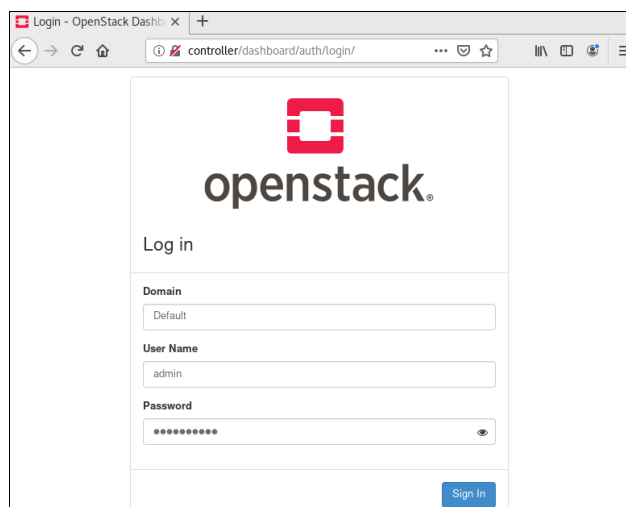 Login - OpenStack Dashb
controller/dashboard/auth/login/
openstack.
Log in
Domain
Default
User Name
admin
Password
••••••••••
Sign In